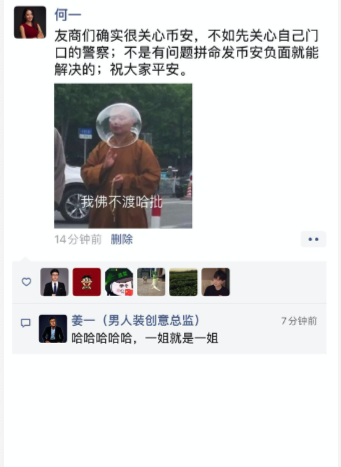 何一
友商们确实很关心币安，不如先关心自己门
口的警察；不是有问题拼命发币安负面就能
解决的；祝大家平安。
我佛不渡哈批
14分钟前 删除
姜一（男人装创意总监） 7分钟前
哈哈哈哈哈，一姐就是一姐